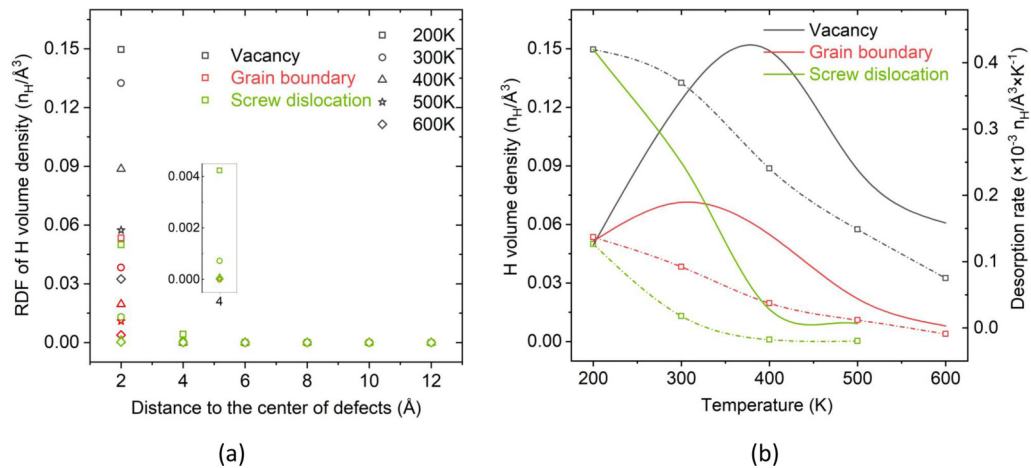 (a)
0.15
0.12
0.09
0.06
0.03
0.00
RDF of H volume density (n_H/Å³)
Vacancy
Grain boundary
Screw dislocation
200K
300K
400K
500K
600K
0.004
0.002
0.000
4
2 4 6 8 10 12
Distance to the center of defects (Å)
(a)
(b)
0.15
0.12
0.09
0.06
0.03
0.00
H volume density (n_H/Å³)
Vacancy
Grain boundary
Screw dislocation
0.4
0.3
0.2
0.1
0.0
Desorption rate (×10⁻³ n_H/Å³×K⁻¹)
200 300 400 500 600
Temperature (K)
(b)